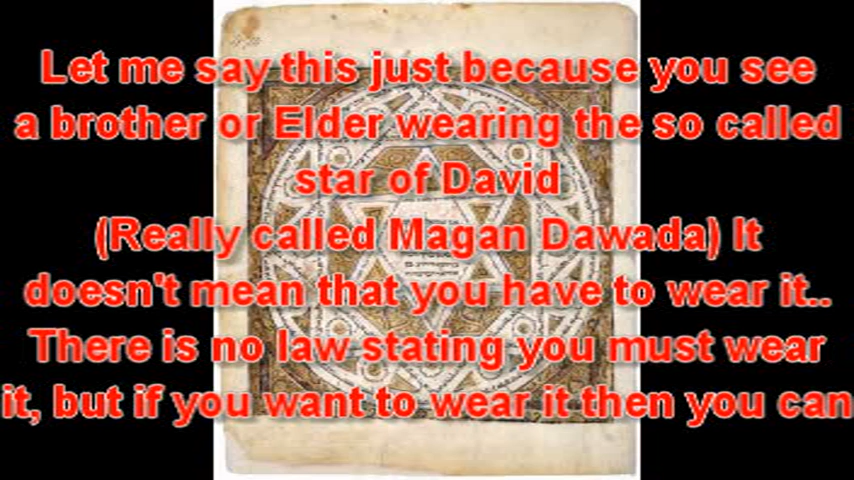 Let me say this just because you see
a brother or Elder wearing the so called
star of David
(Really called Magan Dawada) It
doesn't mean that you have to wear it..
There is no law stating you must wear
it, but if you want to wear it then you can